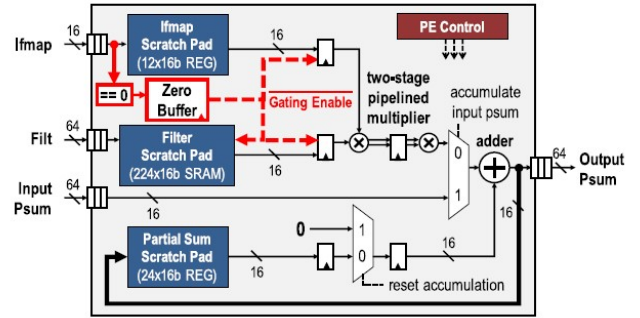 Ifmap
16
Ifmap
Scratch Pad
(12x16b REG)
16
PE Control
== 0
Zero
Buffer
Gating Enable
two-stage
pipelined
multiplier
accumulate
input psum
Filt
64
Filter
Scratch Pad
(224x16b SRAM)
16
0
1
adder
64
Output
Psum
Input
Psum
64
16
16
Partial Sum
Scratch Pad
(24x16b REG)
16
0
1
0
16
reset accumulation